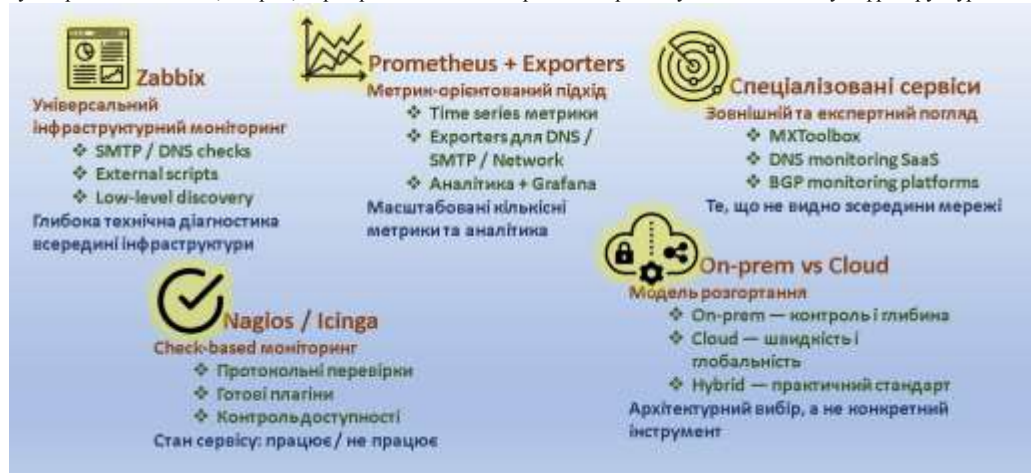 Zabbix
Універсальний
інфраструктурний моніторинг
❖ SMTP / DNS checks
❖ External scripts
❖ Low-level discovery
Глибока технічна діагностика
всередині інфраструктури
Prometheus + Exporters
Метрик-орієнтований підхід
❖ Time series метрики
❖ Exporters для DNS /
SMTP / Network
❖ Аналітика + Grafana
Масштабовані кількісні
метрики та аналітика
Спеціалізовані сервіси
Зовнішній та експертний погляд
❖ MXToolbox
❖ DNS monitoring SaaS
❖ BGP monitoring platforms
Те, що не видно зсередини мережі
Nagios / Icinga
Check-based моніторинг
❖ Протокольні перевірки
❖ Готові плагіни
❖ Контроль доступності
Стан сервісу: працює / не працює
On-prem vs Cloud
Модель розгортання
❖ On-prem — контроль і глибина
❖ Cloud — швидкість і
глобальність
❖ Hybrid — практичний стандарт
Архітектурний вибір, а не конкретний
інструмент